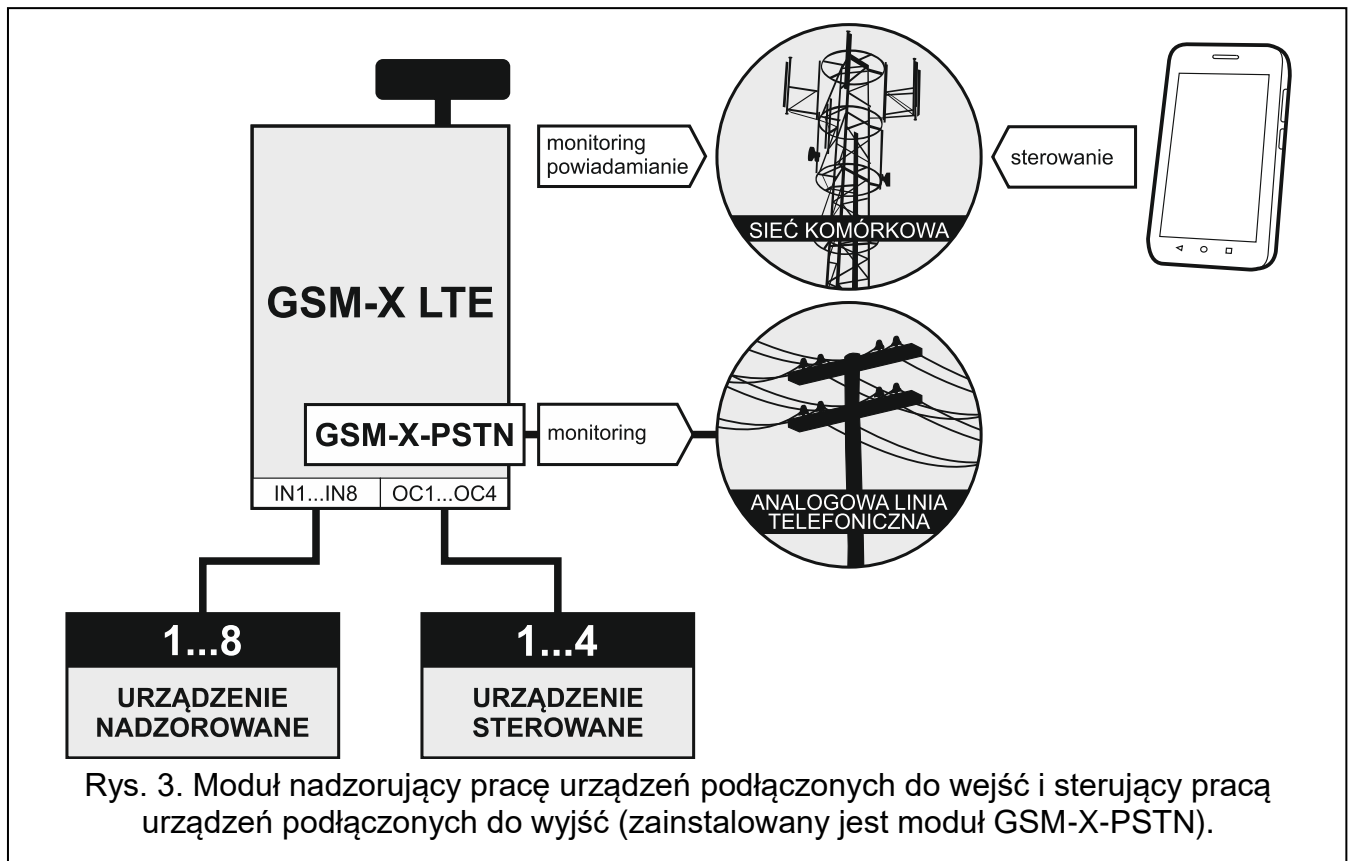 monitoring
powiadamianie
sterowanie
SIEĆ KOMÓRKOWA
GSM-X LTE
GSM-X-PSTN
monitoring
IN1...IN8
OC1...OC4
ANALOGOWA LINIA
TELEFONICZNA
1...8
URZĄDZENIE
NADZOROWANE
1...4
URZĄDZENIE
STEROWANE
Rys. 3. Moduł nadzorujący pracę urządzeń podłączonych do wejść i sterujący pracą
urządzeń podłączonych do wyjść (zainstalowany jest moduł GSM-X-PSTN).